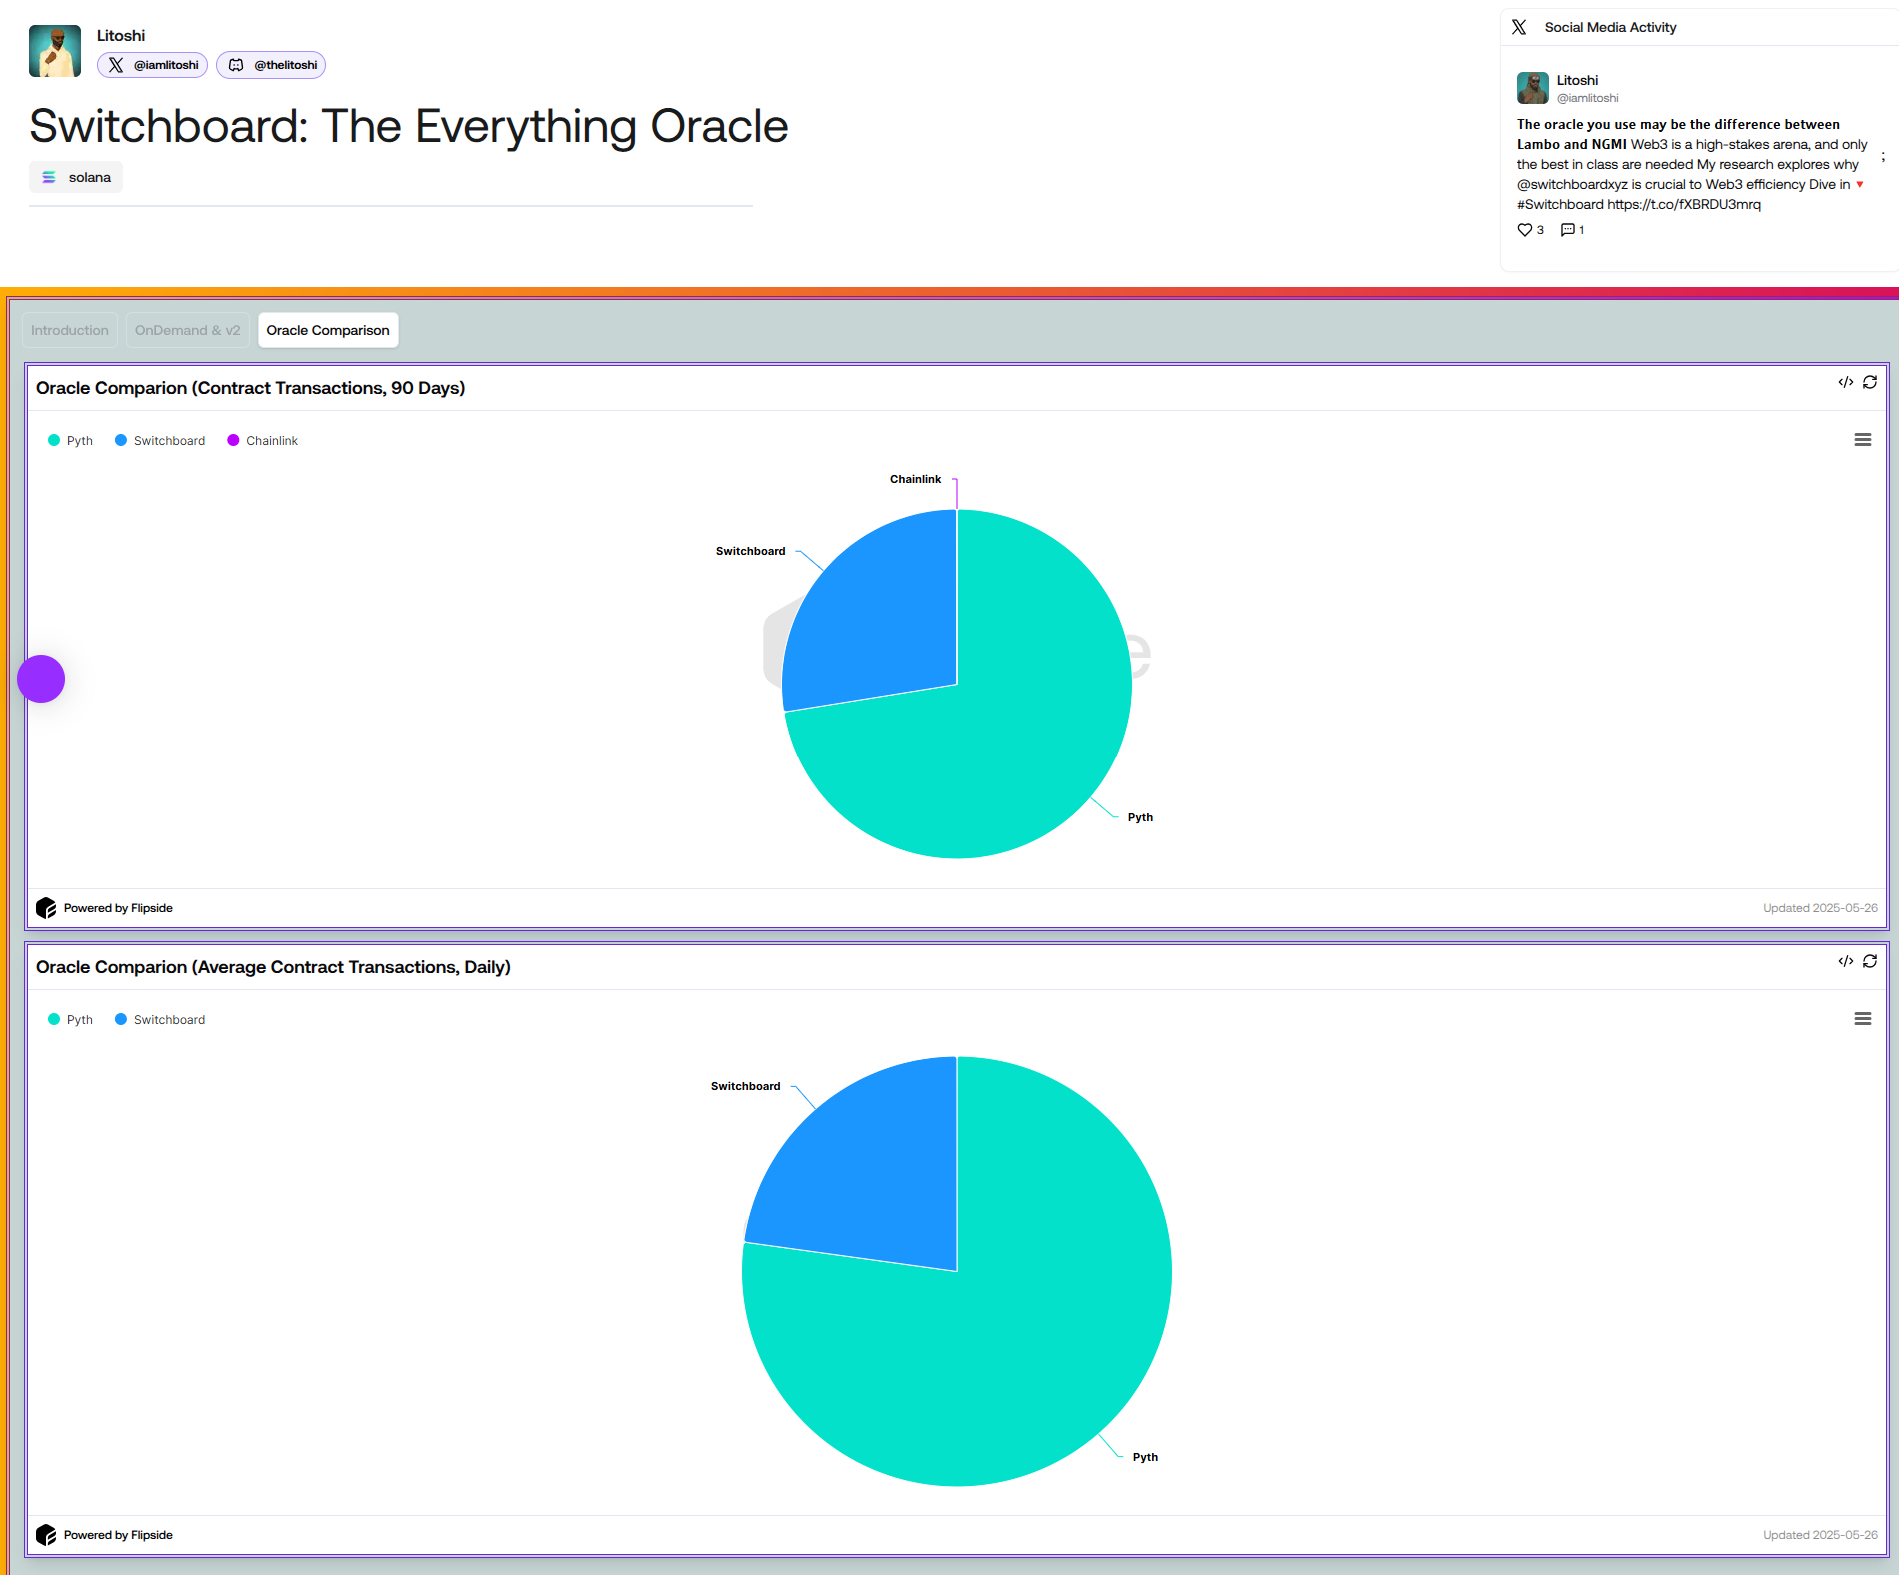 Litoshi
@iamlitoshi @thelitoshi
Switchboard: The Everything Oracle
solana
Social Media Activity
Litoshi
@iamlitoshi
The oracle you use may be the difference between
Lambo and NGMI Web3 is a high-stakes arena, and only
the best in class are needed My research explores why
@switchboardxyz is crucial to Web3 efficiency Dive in 🔻
#Switchboard https://t.co/fXBRDU3mrq
3 1
;
Introduction OnDemand & v2 Oracle Comparison
Oracle Comparion (Contract Transactions, 90 Days)
Pyth Switchboard Chainlink
Chainlink
Switchboard
Pyth
Powered by Flipside
Updated 2025-05-26
Oracle Comparion (Average Contract Transactions, Daily)
Pyth Switchboard
Switchboard
Pyth
Powered by Flipside
Updated 2025-05-26